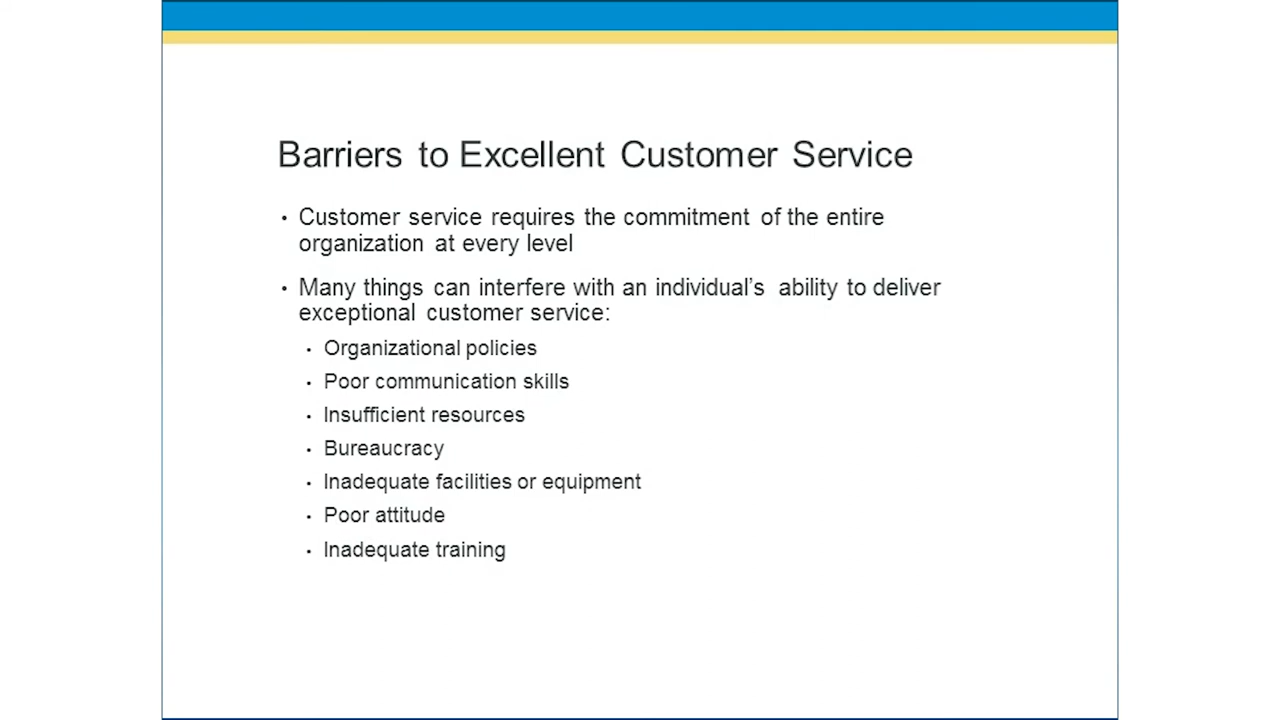 Barriers to Excellent Customer Service
• Customer service requires the commitment of the entire
organization at every level
• Many things can interfere with an individual’s ability to deliver
exceptional customer service:
• Organizational policies
• Poor communication skills
• Insufficient resources
• Bureaucracy
• Inadequate facilities or equipment
• Poor attitude
• Inadequate training